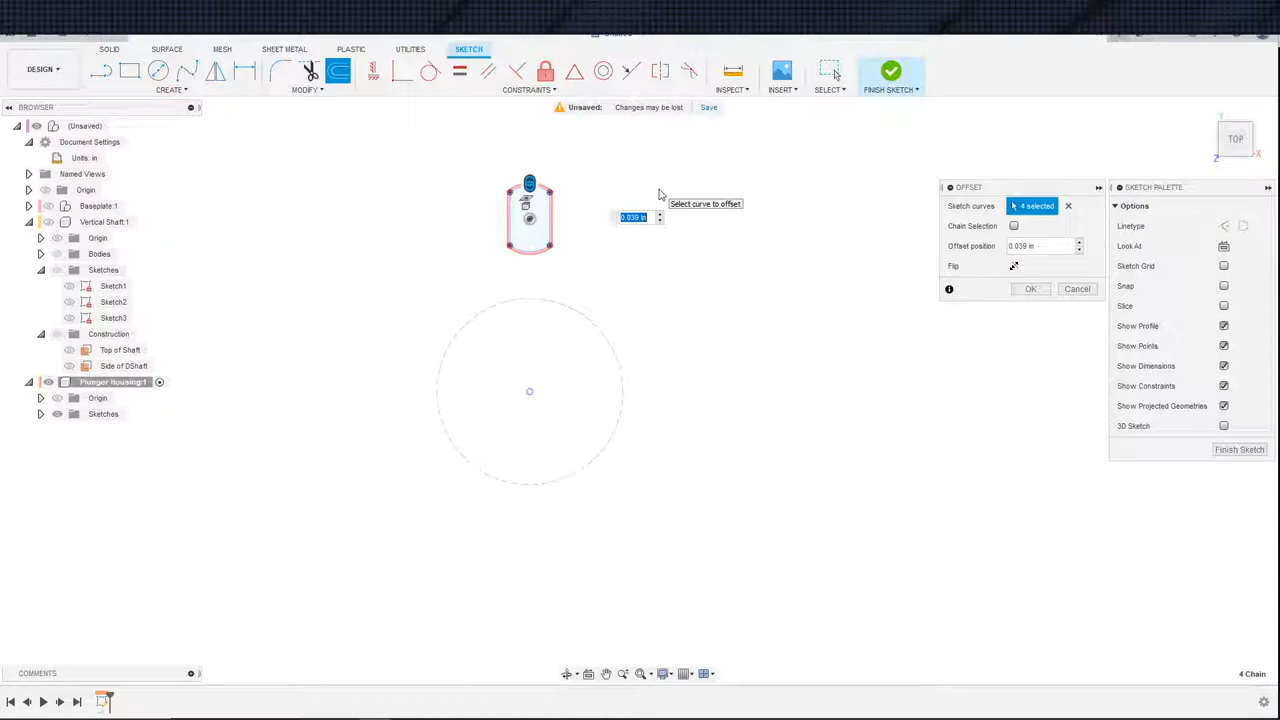 SOLID SURFACE MESH SHEET METAL PLASTIC UTILITIES SKETCH
DESIGN
CREATE MODIFY CONSTRAINTS INSPECT INSERT SELECT FINISH SKETCH
BROWSER
Unsaved: Changes may be lost Save
(Unsaved)
Document Settings
Units: in
Named Views
Origin
Baseplate:1
Vertical Shaft:1
Origin
Bodies
Sketches
Sketch1
Sketch2
Sketch3
Construction
Top of Shaft
Side of DShaft
Plunger Housing:1
Origin
Sketches
Select curve to offset
0.039 in
Y
TOP
X
Z
OFFSET
Sketch curves 4 selected
Chain Selection
Offset position 0.039 in
Flip
OK Cancel
SKETCH PALETTE
Options
Linetype
Look At
Sketch Grid
Snap
Slice
Show Profile
Show Points
Show Dimensions
Show Constraints
Show Projected Geometries
3D Sketch
Finish Sketch
COMMENTS
4 Chain